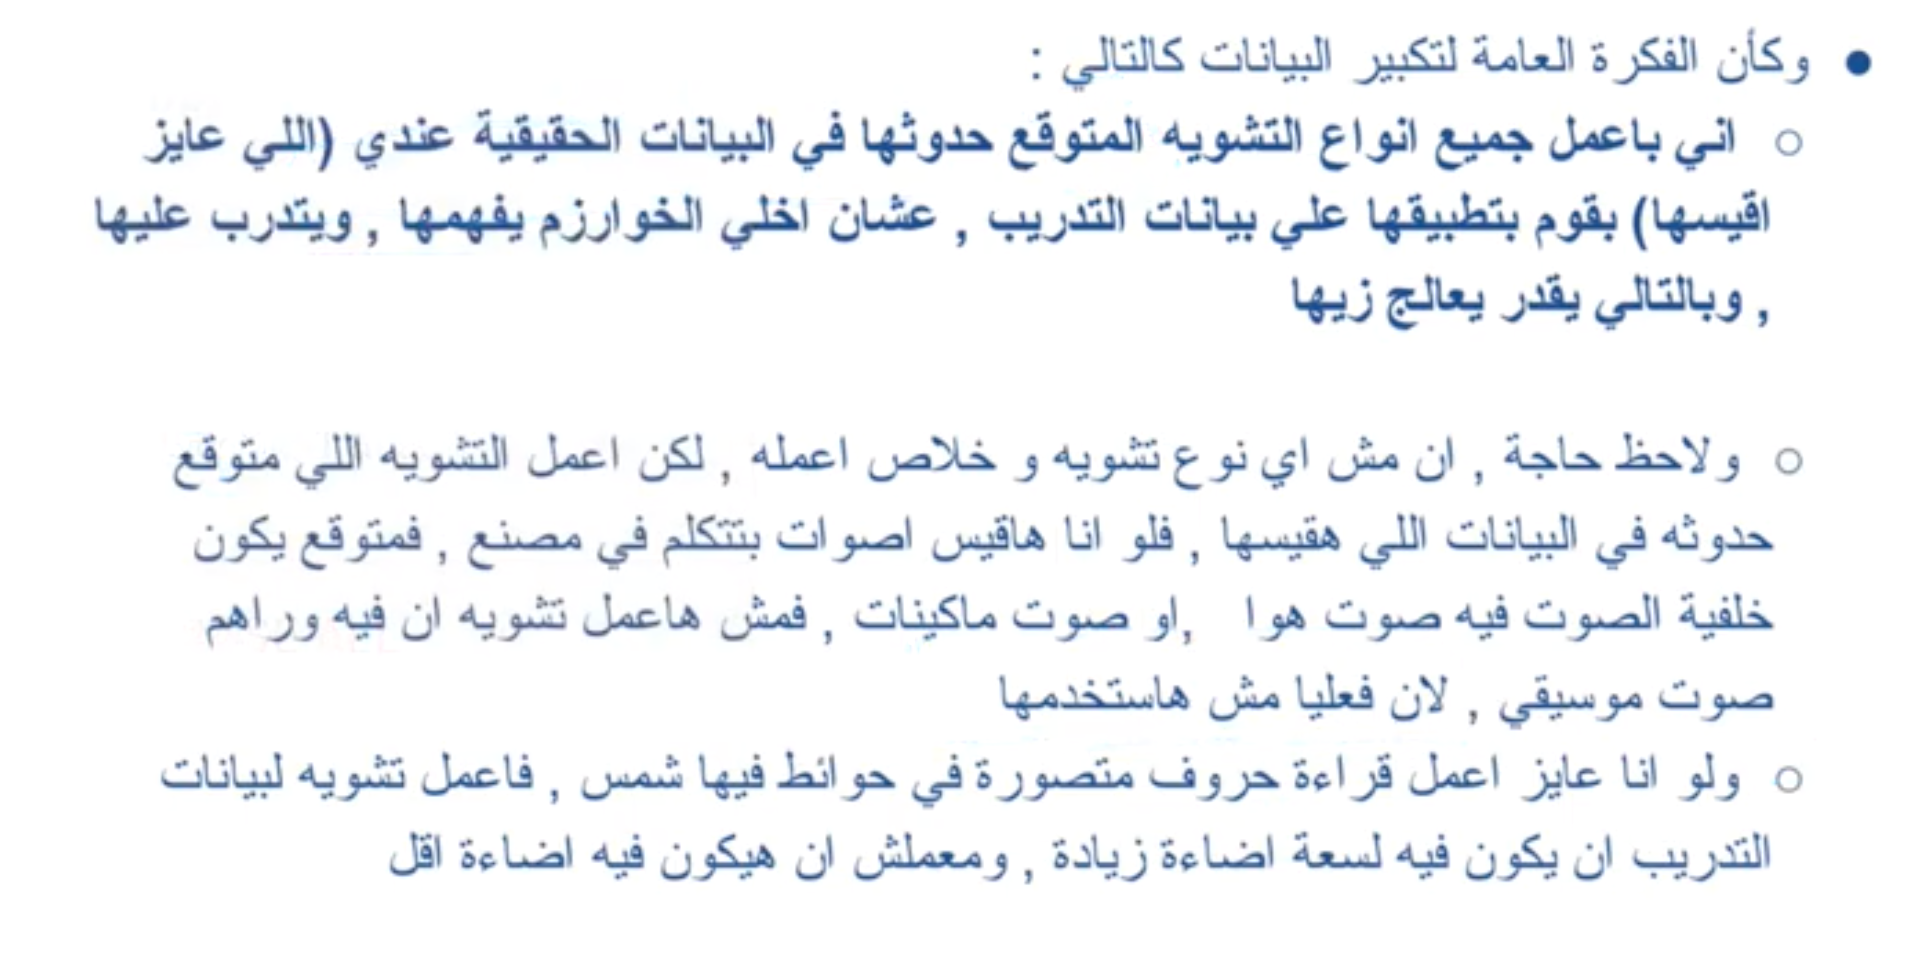 ● وكأن الفكرة العامة لتكبير البيانات كالتالي :
○ اني باعمل جميع انواع التشويه المتوقع حدوثها في البيانات الحقيقية عندي (اللي عايز
اقيسها) بقوم بتطبيقها علي بيانات التدريب , عشان اخلي الخوارزم يفهمها , ويتدرب عليها
, وبالتالي يقدر يعالج زيها
○ ولاحظ حاجة , ان مش اي نوع تشويه و خلاص اعمله , لكن اعمل التشويه اللي متوقع
حدوثه في البيانات اللي هقيسها , فلو انا هاقيس اصوات بتتكلم في مصنع , فمتوقع يكون
خلفية الصوت فيه صوت هوا ,او صوت ماكينات , فمش هاعمل تشويه ان فيه وراهم
صوت موسيقي , لان فعليا مش هاستخدمها
○ ولو انا عايز اعمل قراءة حروف متصورة في حوائط فيها شمس , فاعمل تشويه لبيانات
التدريب ان يكون فيه لسعة اضاءة زيادة , ومعملش ان هيكون فيه اضاءة اقل